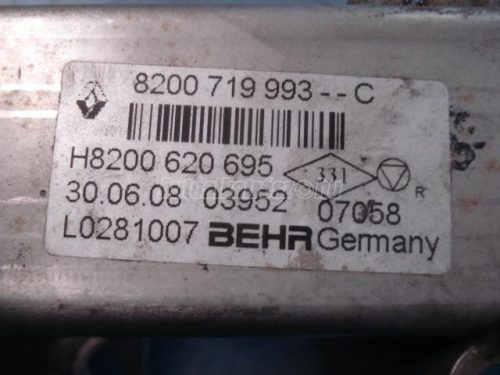 8200 719 993 -- C
H8200 620 695 331 R
30.06.08 03952 07058
L0281007 BEHR Germany